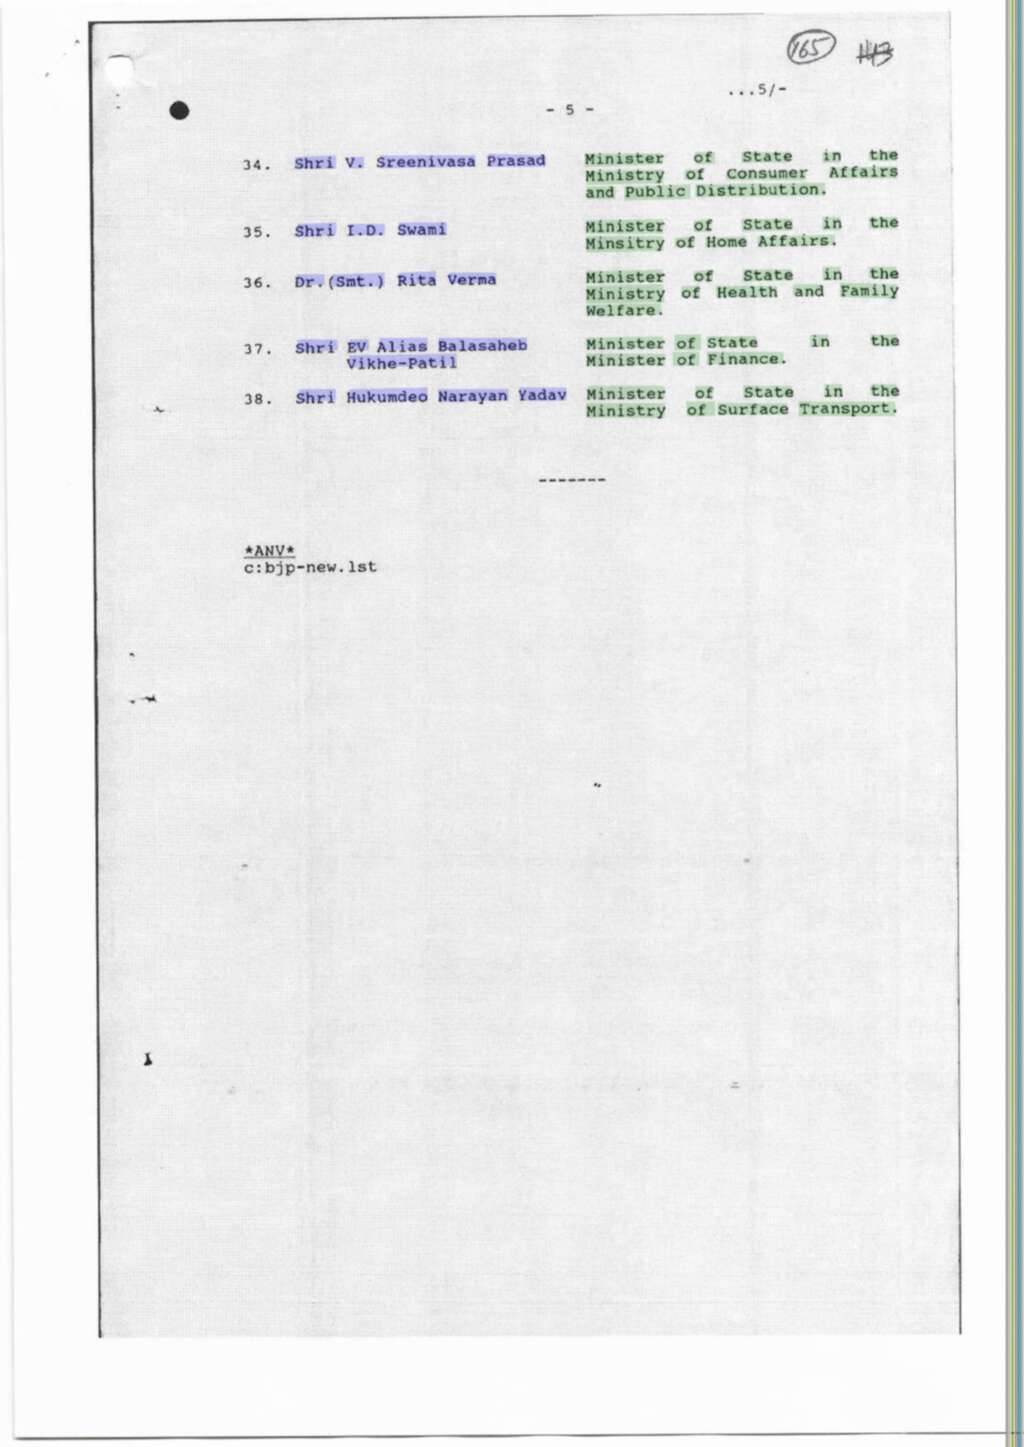 165 143
...5/-
- 5 -
34. Shri V. Sreenivasa Prasad Minister of State in the
Ministry of Consumer Affairs
and Public Distribution.
35. Shri I.D. Swami Minister of State in the
Minsitry of Home Affairs.
36. Dr.(Smt.) Rita Verma Minister of State in the
Ministry of Health and Family
Welfare.
37. Shri EV Alias Balasaheb Minister of State in the
Vikhe-Patil Minister of Finance.
38. Shri Hukumdeo Narayan Yadav Minister of State in the
Ministry of Surface Transport.
-------
*ANV*
c:bjp-new.lst